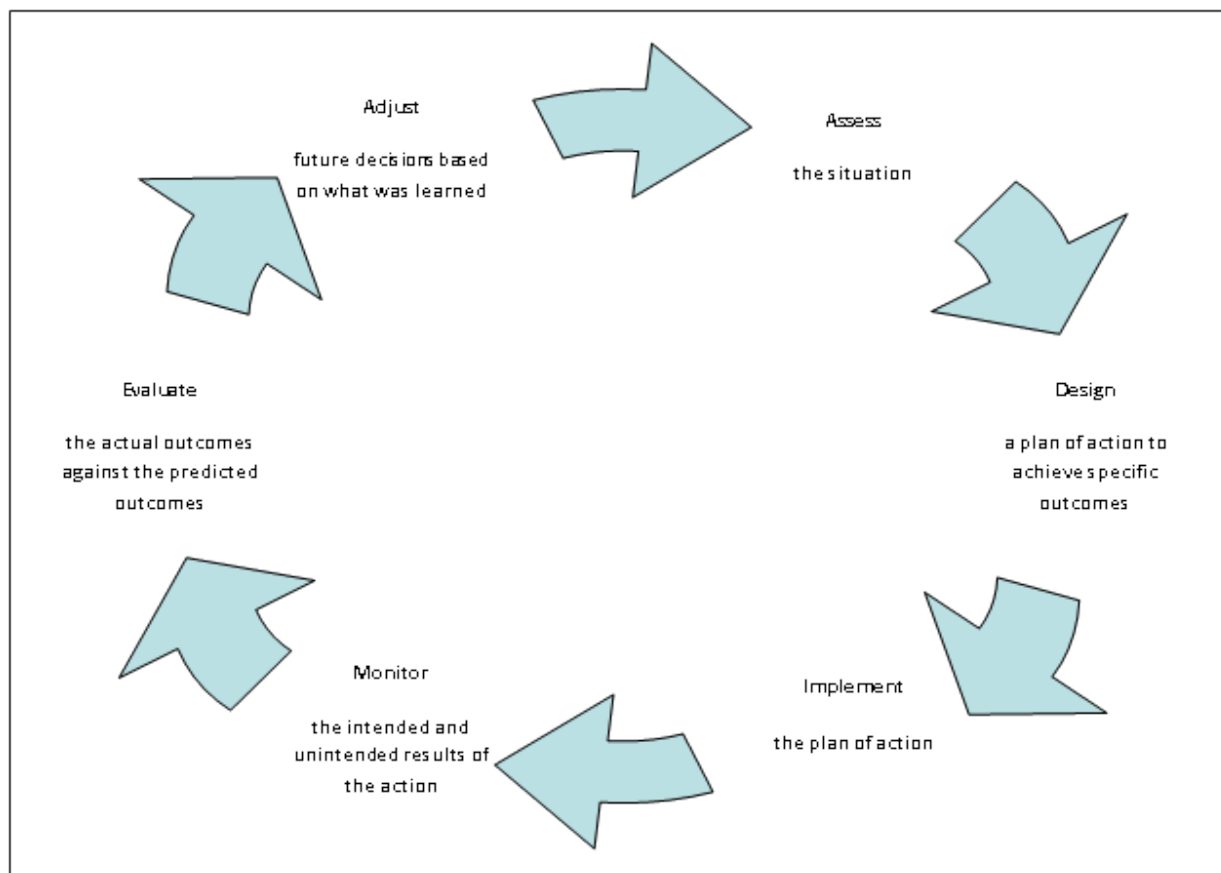 Adjust
future decisions based
on what was learned
Assess
the situation
Design
a plan of action to
achieve specific
outcomes
Implement
the plan of action
Monitor
the intended and
unintended results of
the action
Evaluate
the actual outcomes
against the predicted
outcomes